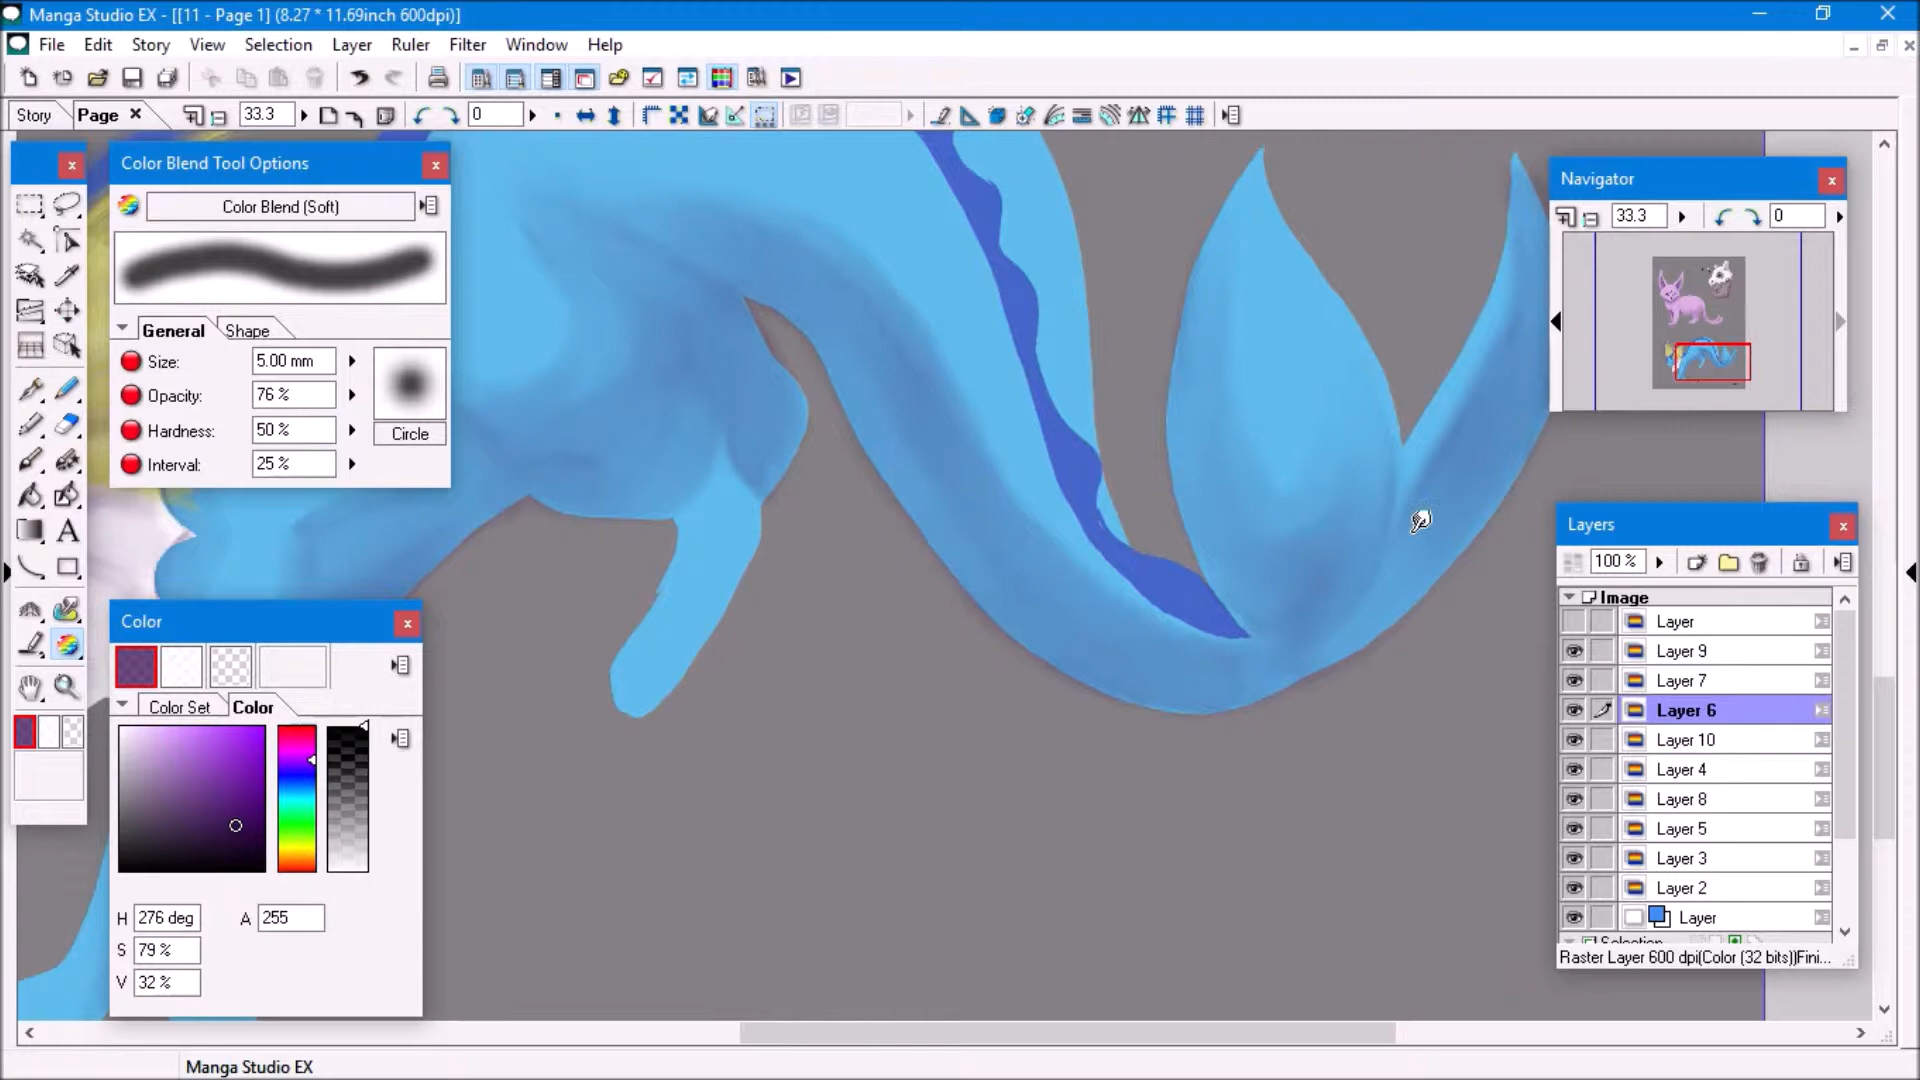 Manga Studio EX - [[11 - Page 1] (8.27 * 11.69inch 600dpi)]
File Edit Story View Selection Layer Ruler Filter Window Help
Story Page 33.3 0
Color Blend Tool Options
Color Blend (Soft)
General Shape
Size: 5.00 mm
Opacity: 76 %
Hardness: 50 %
Circle
Interval: 25 %
Navigator
33.3 0
Layers
100 %
Image
Layer
Layer 9
Layer 7
Layer 6
Layer 10
Layer 4
Layer 8
Layer 5
Layer 3
Layer 2
Layer
Selection
Raster Layer 600 dpi(Color (32 bits))Fini...
A
Color
Color Set Color
H 276 deg A 255
S 79 %
V 32 %
Manga Studio EX